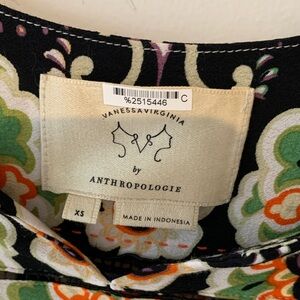 %2515446 C
VANESSAVIRGINIA
by
ANTHROPOLOGIE
XS
MADE IN INDONESIA